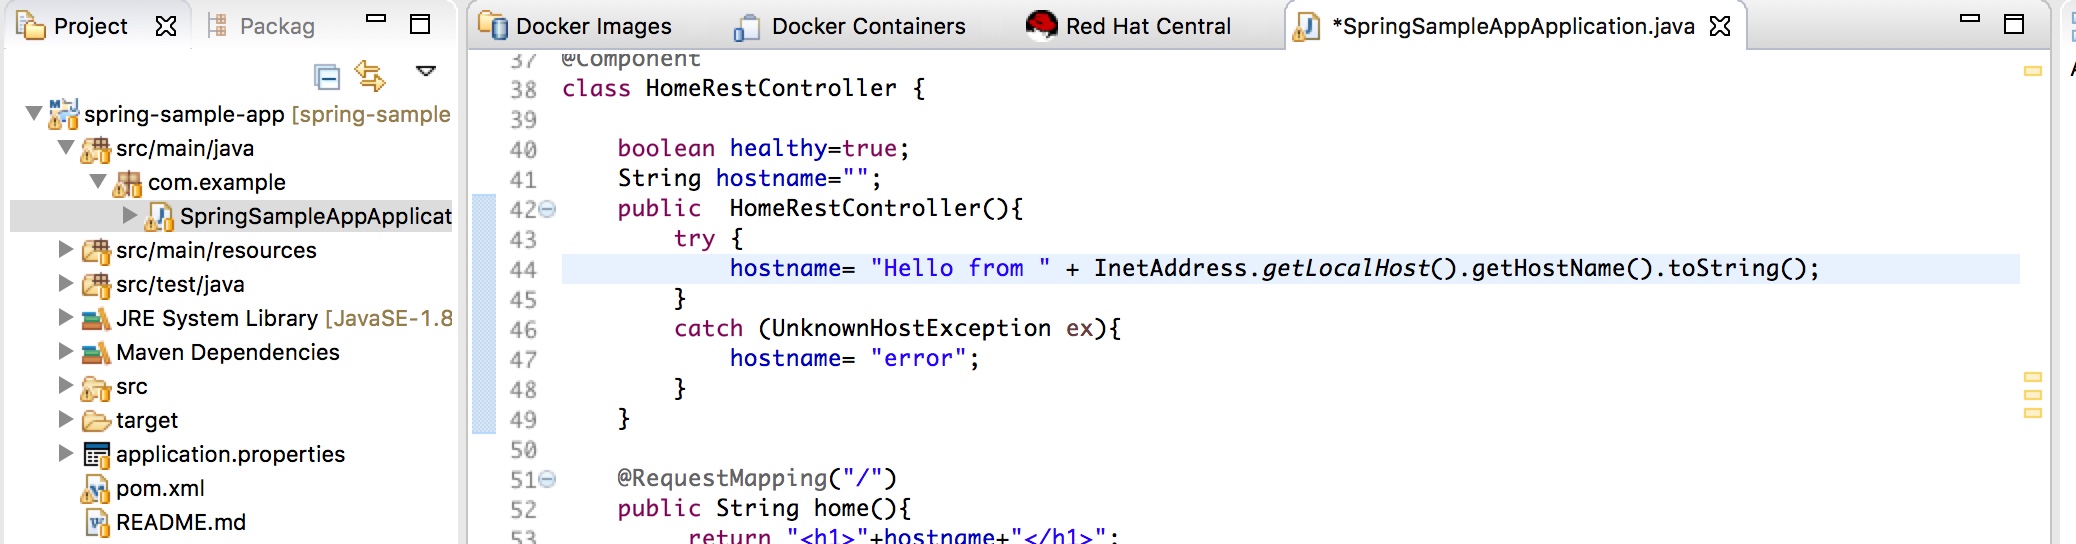 Project
Packag
spring-sample-app [spring-sample
src/main/java
com.example
SpringSampleAppApplicat
src/main/resources
src/test/java
JRE System Library [JavaSE-1.8
Maven Dependencies
src
target
application.properties
pom.xml
README.md
Docker Images
Docker Containers
Red Hat Central
*SpringSampleAppApplication.java
37 @Component
38 class HomeRestController {
39
40     boolean healthy=true;
41     String hostname="";
42     public  HomeRestController(){
43         try {
44             hostname= "Hello from " + InetAddress.getLocalHost().getHostName().toString();
45         }
46         catch (UnknownHostException ex){
47             hostname= "error";
48         }
49     }
50
51     @RequestMapping("/")
52     public String home(){
53          return "<h1>"+hostname+"</h1>";